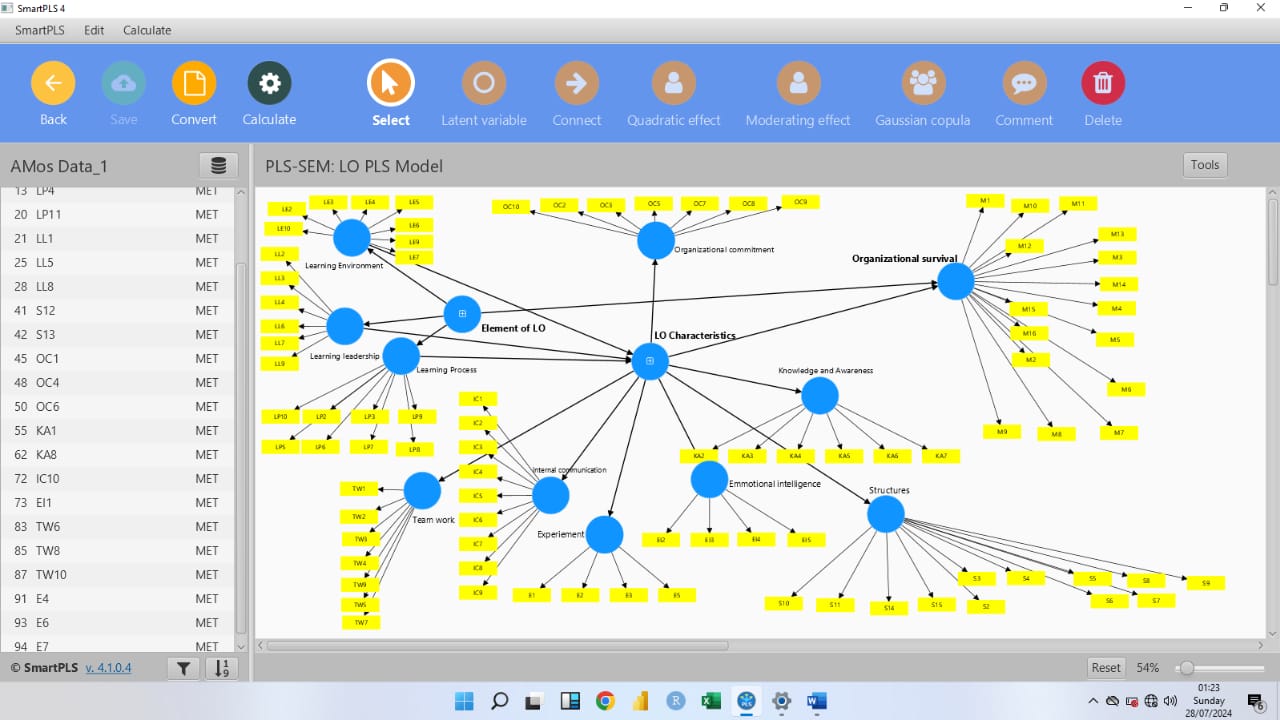 SmartPLS 4
SmartPLS Edit Calculate
Back Save Convert Calculate Select Latent variable Connect Quadratic effect Moderating effect Gaussian copula Comment Delete
AMos Data_1
PLS-SEM: LO PLS Model
Tools
13 LP4 MET
20 LP11 MET
21 LL1 MET
25 LL5 MET
28 LL8 MET
41 S12 MET
42 S13 MET
45 OC1 MET
48 OC4 MET
50 OC6 MET
55 KA1 MET
62 KA8 MET
72 IC10 MET
73 EI1 MET
83 TW6 MET
85 TW8 MET
87 TW10 MET
91 E4 MET
93 E6 MET
94 E7 MET
© SmartPLS v. 4.1.0.4
LE2 LE3 LE4 LE5
LE10 LE6
LE9
LE7
Learning Environment
LL2
LL3
LL4
LL6
LL7
LL9
Learning leadership
Element of LO
Learning Process
LP10 LP2 LP3 LP9
LP5 LP6 LP7 LP8
OC10 OC2 OC3 OC5 OC7 OC8 OC9
Organizational commitment
LO Characteristics
Organizational survival
M1 M10 M11
M12 M13
M3
M14
M15 M4
M16 M5
M2
M6
M9 M8 M7
Knowledge and Awareness
KA2 KA3 KA4 KA5 KA6 KA7
IC1
IC2
IC3
IC4
IC5
IC6
IC7
IC8
IC9
Internal communication
TW1
TW2
TW3
TW4
TW9
TW5
TW7
Team work
Experiement
E1 E2 E3 E5
Emmotional intelligence
EI2 EI3 EI4 EI5
Structures
S10 S11 S14 S15 S2
S3 S4 S5 S8 S9
S6 S7
Reset 54%
01:23
Sunday
28/07/2024
6